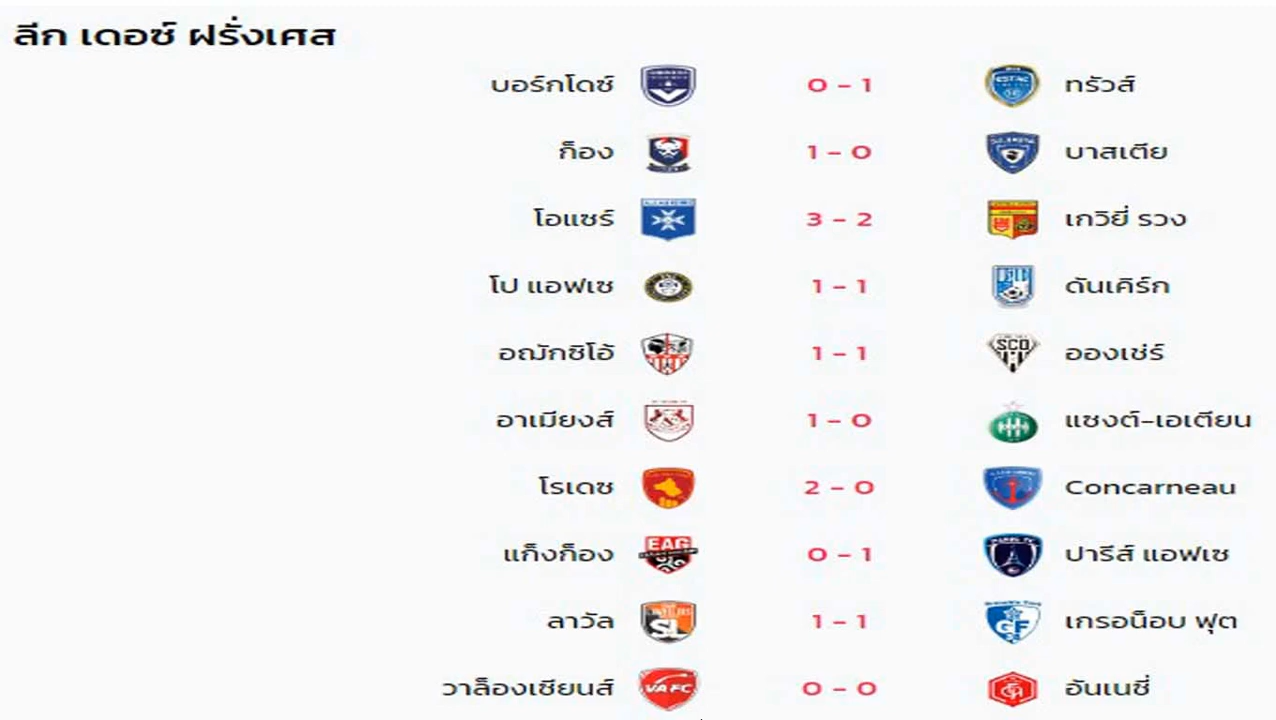 ลีก เดอซ์ ฝรั่งเศส
บอร์กโดซ์ 0 - 1 ทรัวส์
ก็อง 1 - 0 บาสเตีย
โอแซร์ 3 - 2 เกวิยี่ รวง
โป แอฟเซ 1 - 1 ดันเคิร์ก
อฌักซิโอ้ 1 - 1 SCO อองเช่ร์
อาเมียงส์ 1 - 0 แซงต์-เอเตียน
โรเดซ 2 - 0 Concarneau
แก็งก็อง EAG 0 - 1 ปารีส์ แอฟเซ
ลาวัล SL 1 - 1 GF เกรอน็อบ ฟุต
วาล็องเซียนส์ VAFC 0 - 0 อันเนซี่